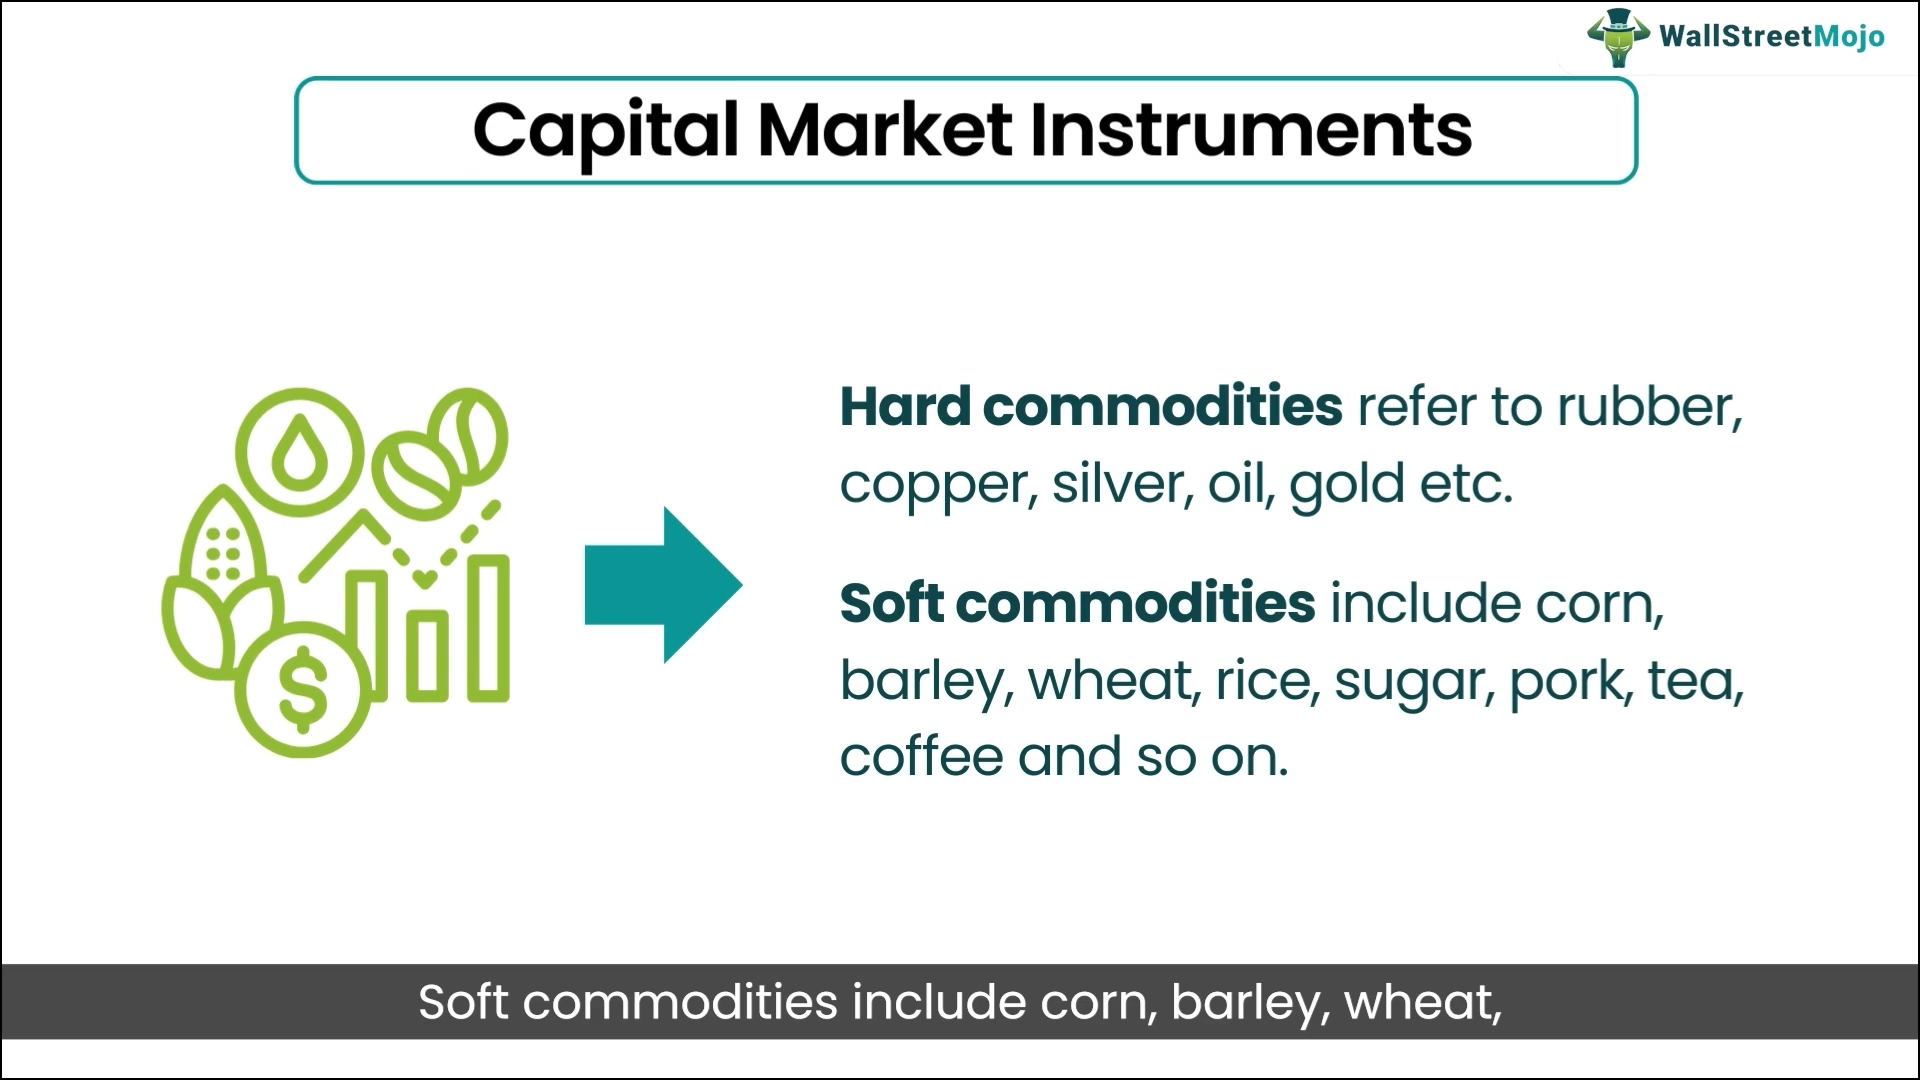 WallStreetMojo
Capital Market Instruments
Hard commodities refer to rubber,
copper, silver, oil, gold etc.
Soft commodities include corn,
barley, wheat, rice, sugar, pork, tea,
coffee and so on.
$
Soft commodities include corn, barley, wheat,